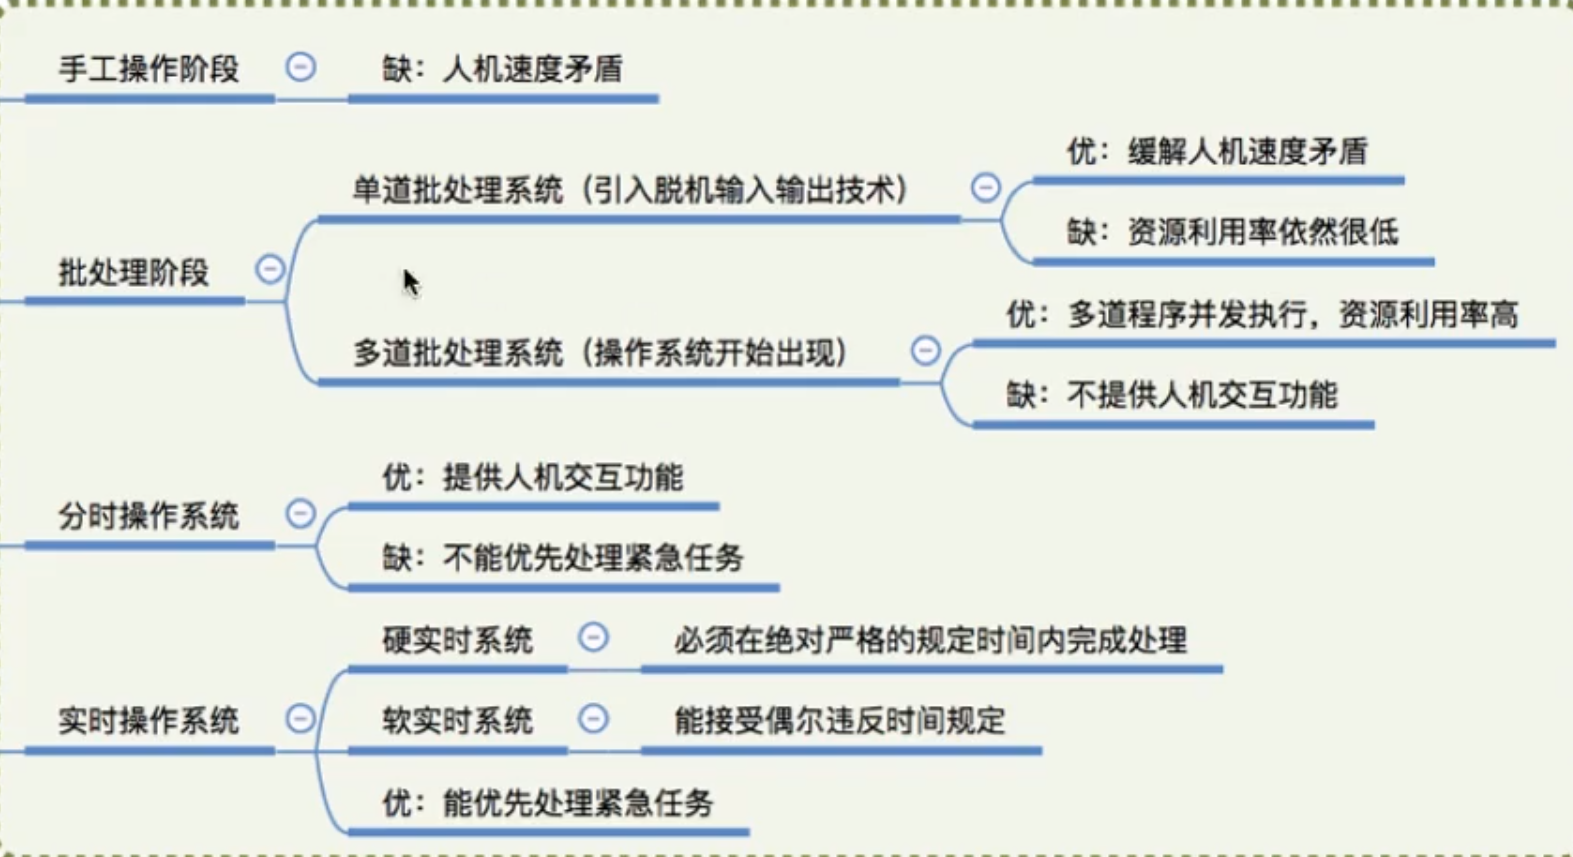 手工操作阶段
缺：人机速度矛盾
批处理阶段
单道批处理系统（引入脱机输入输出技术）
优：缓解人机速度矛盾
缺：资源利用率依然很低
多道批处理系统（操作系统开始出现）
优：多道程序并发执行，资源利用率高
缺：不提供人机交互功能
分时操作系统
优：提供人机交互功能
缺：不能优先处理紧急任务
实时操作系统
硬实时系统
必须在绝对严格的规定时间内完成处理
软实时系统
能接受偶尔违反时间规定
优：能优先处理紧急任务